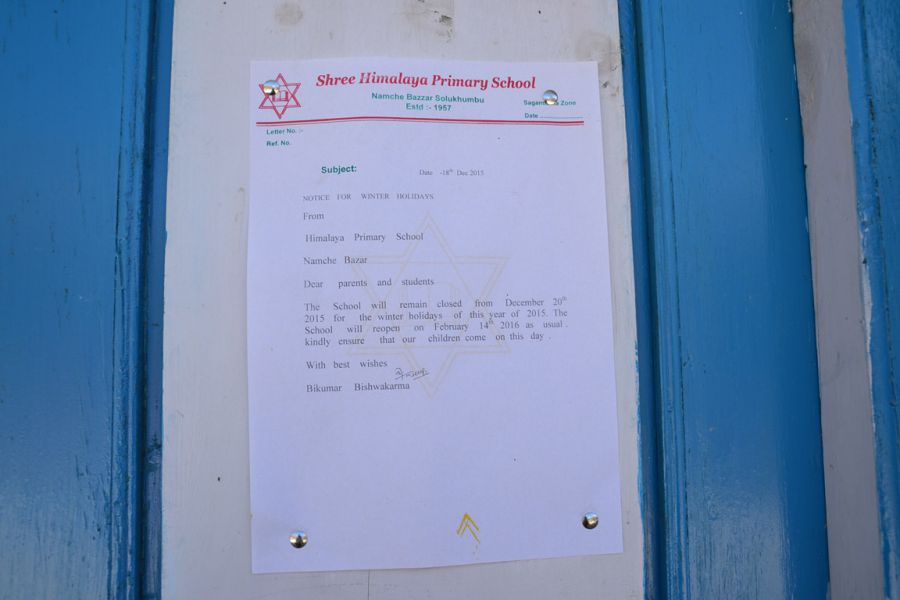 Shree Himalaya Primary School
Namche Bazzar Solukhumbu
Estd :- 1957
Zone
Date
Letter No. :-
Ref. No.
Subject:
Date -18th Dec 2015
NOTICE FOR WINTER HOLIDAYS
From
Himalaya Primary School
Namche Bazar
Dear parents and students
The School will remain closed from December 20th
2015 for the winter holidays of this year of 2015. The
School will reopen on February 14th 2016 as usual .
kindly ensure that our children come on this day .
With best wishes
Bikumar Bishwakarma